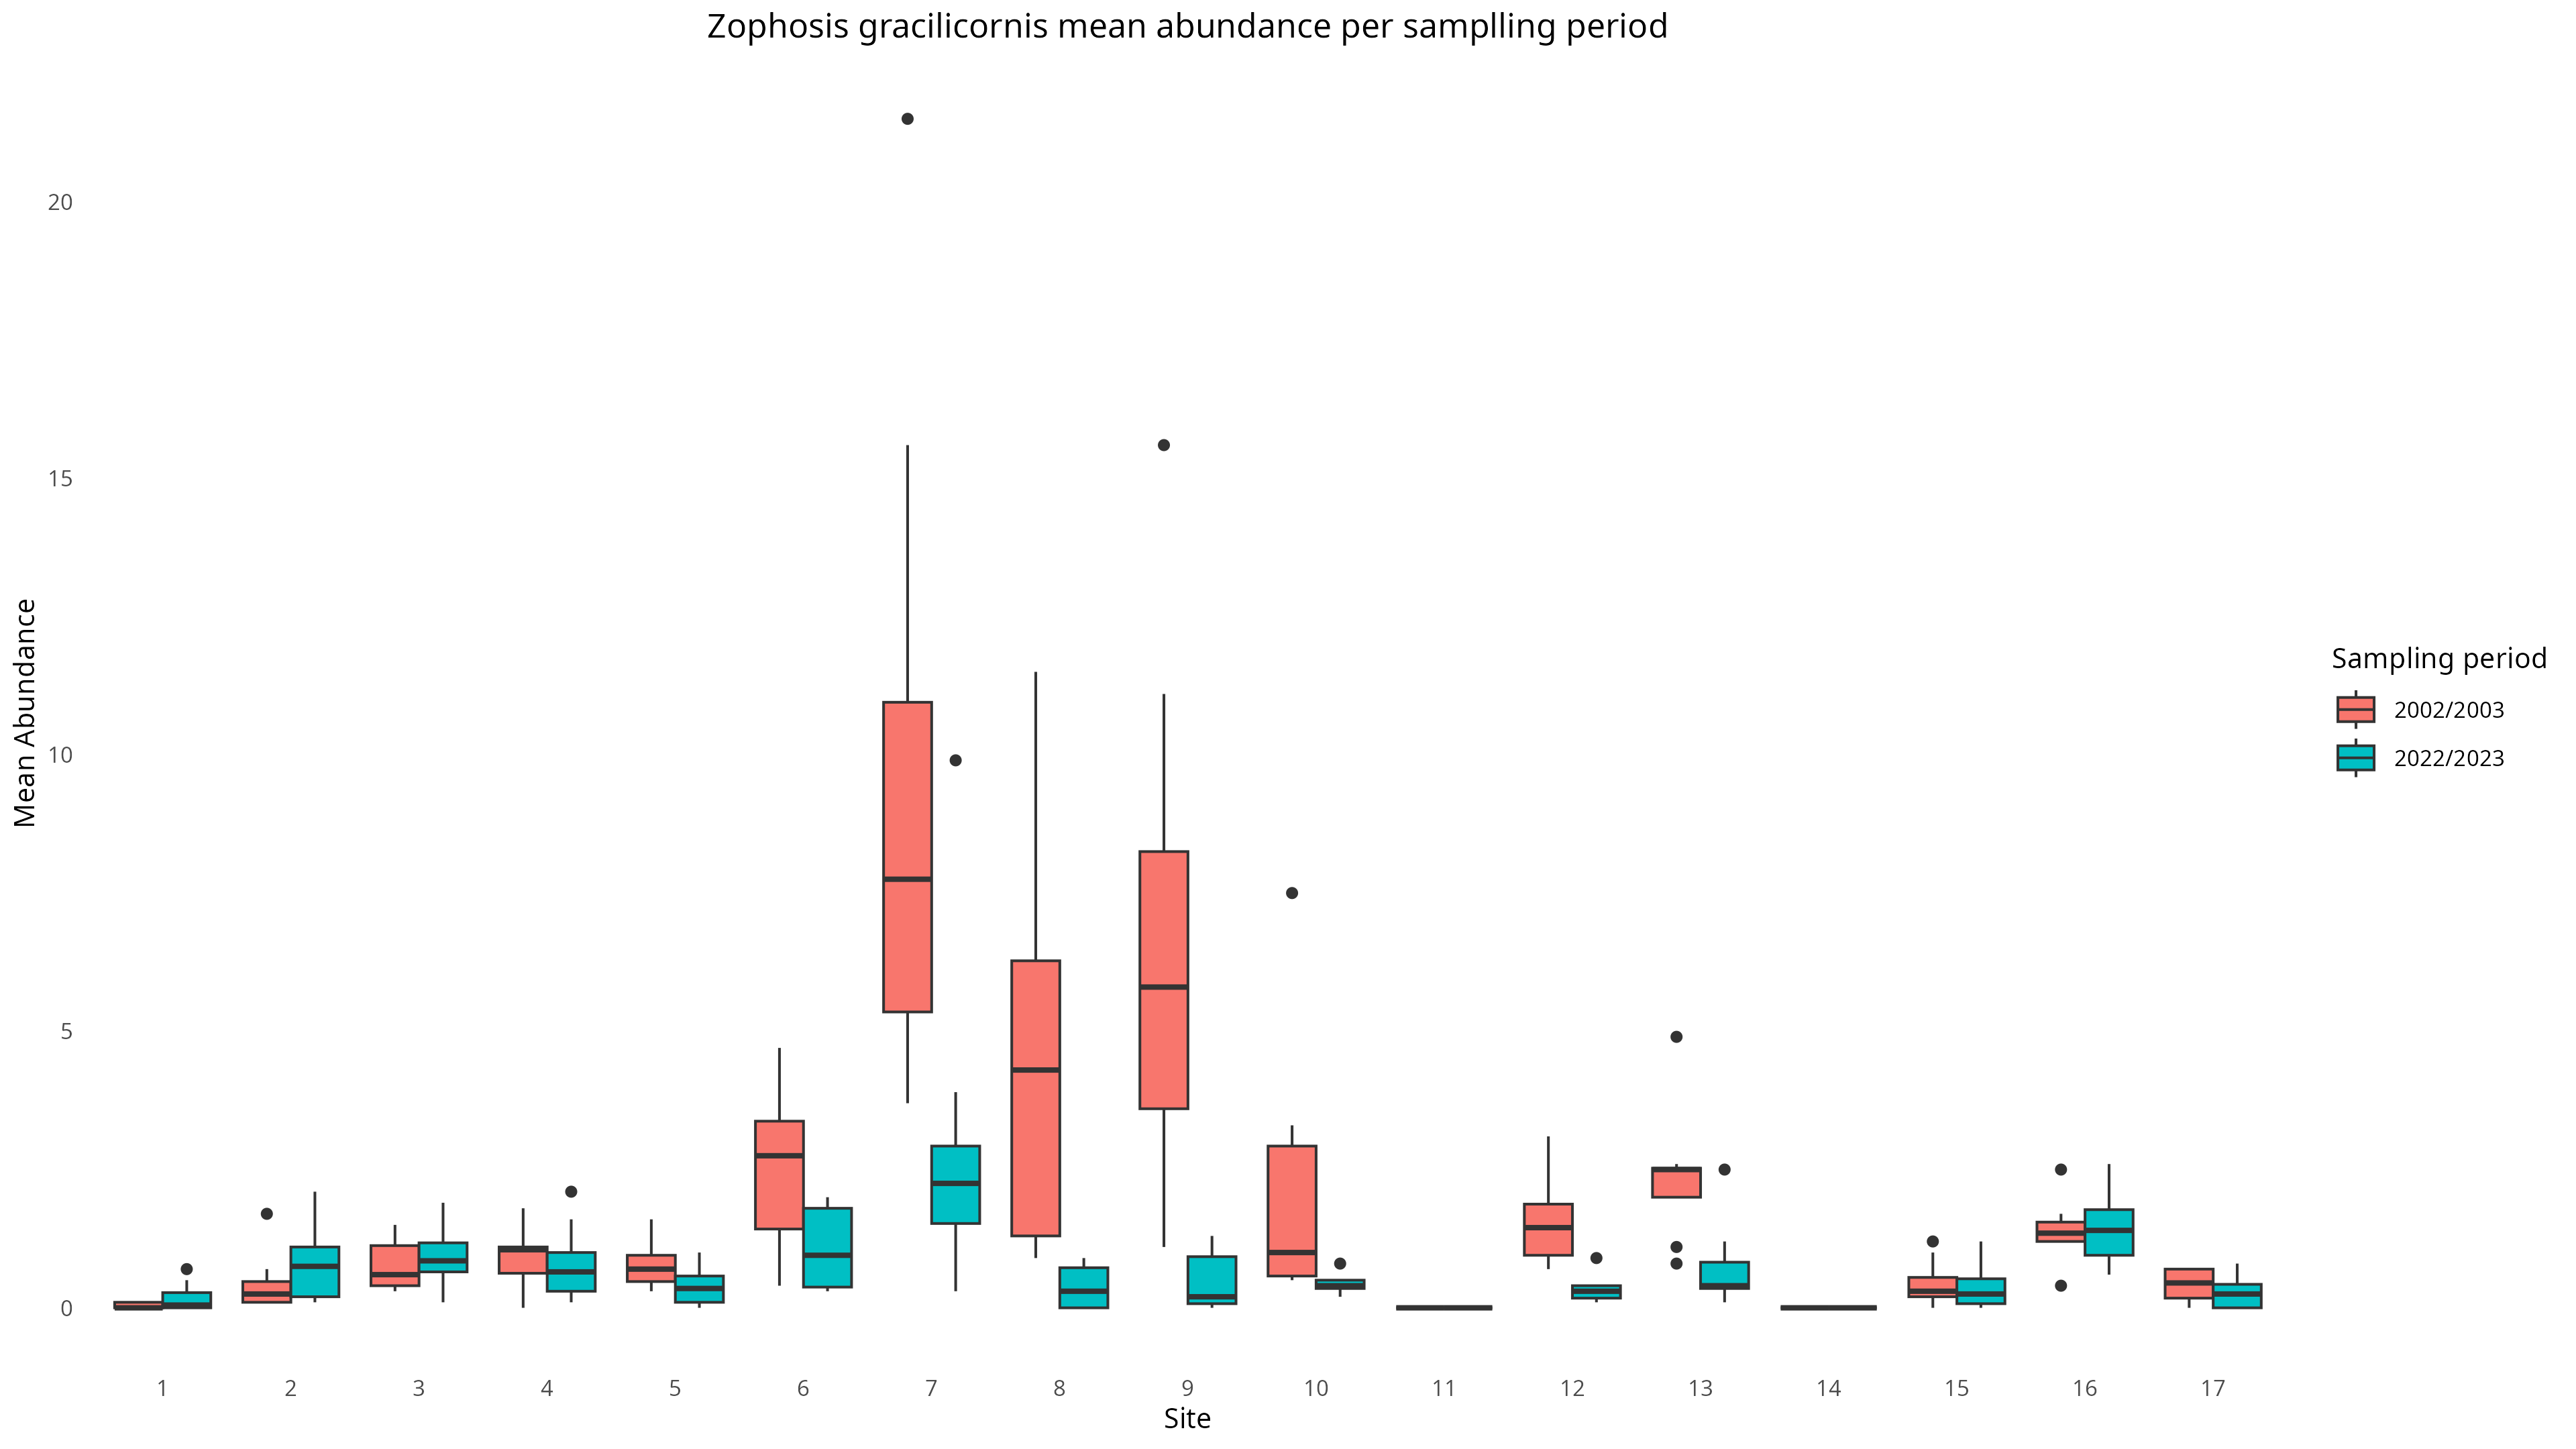 Zophosis gracilicornis mean abundance per samplling period
20
15
10
5
0
Mean Abundance
1 2 3 4 5 6 7 8 9 10 11 12 13 14 15 16 17
Site
Sampling period
2002/2003
2022/2023